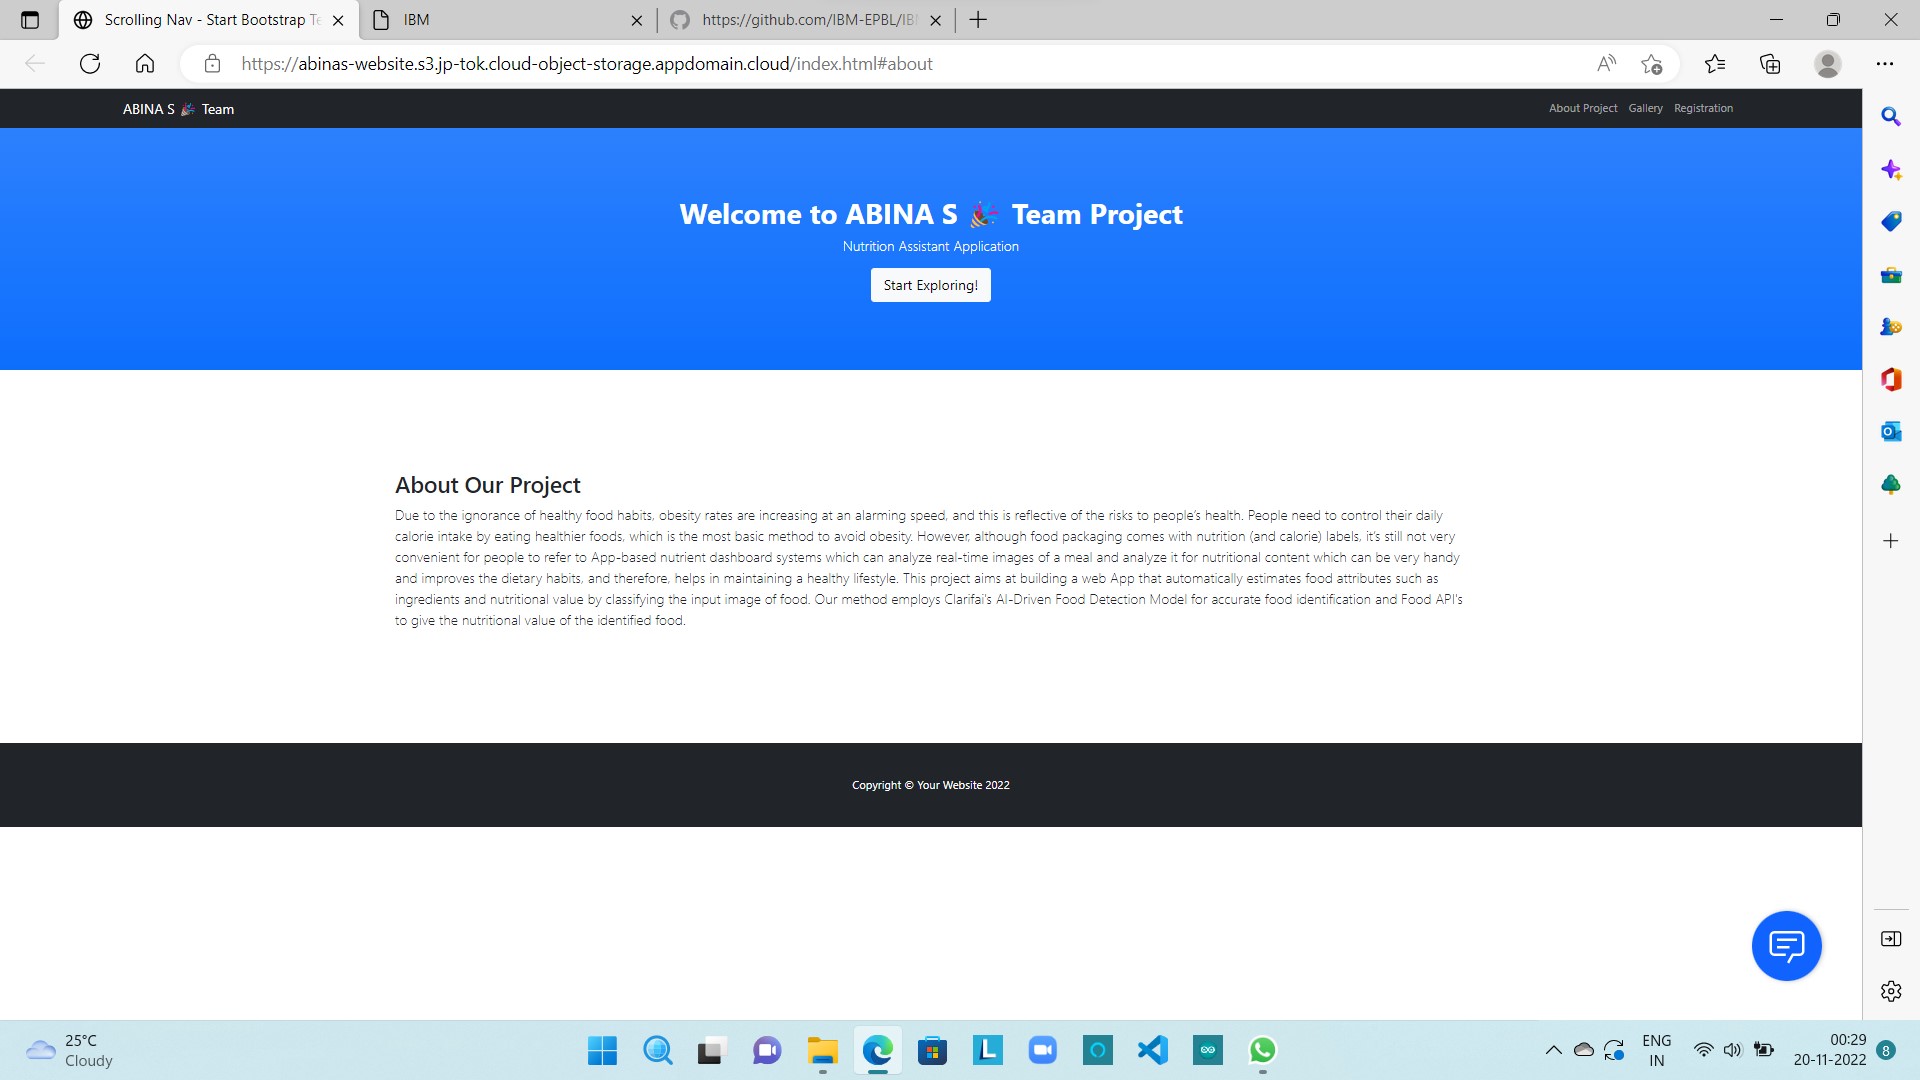 Scrolling Nav - Start Bootstrap Te
IBM
https://github.com/IBM-EPBL/IBM
https://abinas-website.s3.jp-tok.cloud-object-storage.appdomain.cloud/index.html#about
ABINA S 🎉 Team
About Project Gallery Registration
Welcome to ABINA S 🎉 Team Project
Nutrition Assistant Application
Start Exploring!
About Our Project
Due to the ignorance of healthy food habits, obesity rates are increasing at an alarming speed, and this is reflective of the risks to people's health. People need to control their daily
calorie intake by eating healthier foods, which is the most basic method to avoid obesity. However, although food packaging comes with nutrition (and calorie) labels, it's still not very
convenient for people to refer to App-based nutrient dashboard systems which can analyze real-time images of a meal and analyze it for nutritional content which can be very handy
and improves the dietary habits, and therefore, helps in maintaining a healthy lifestyle. This project aims at building a web App that automatically estimates food attributes such as
ingredients and nutritional value by classifying the input image of food. Our method employs Clarifai's AI-Driven Food Detection Model for accurate food identification and Food API's
to give the nutritional value of the identified food.
Copyright © Your Website 2022
25°C
Cloudy
ENG
IN
00:29
20-11-2022
8